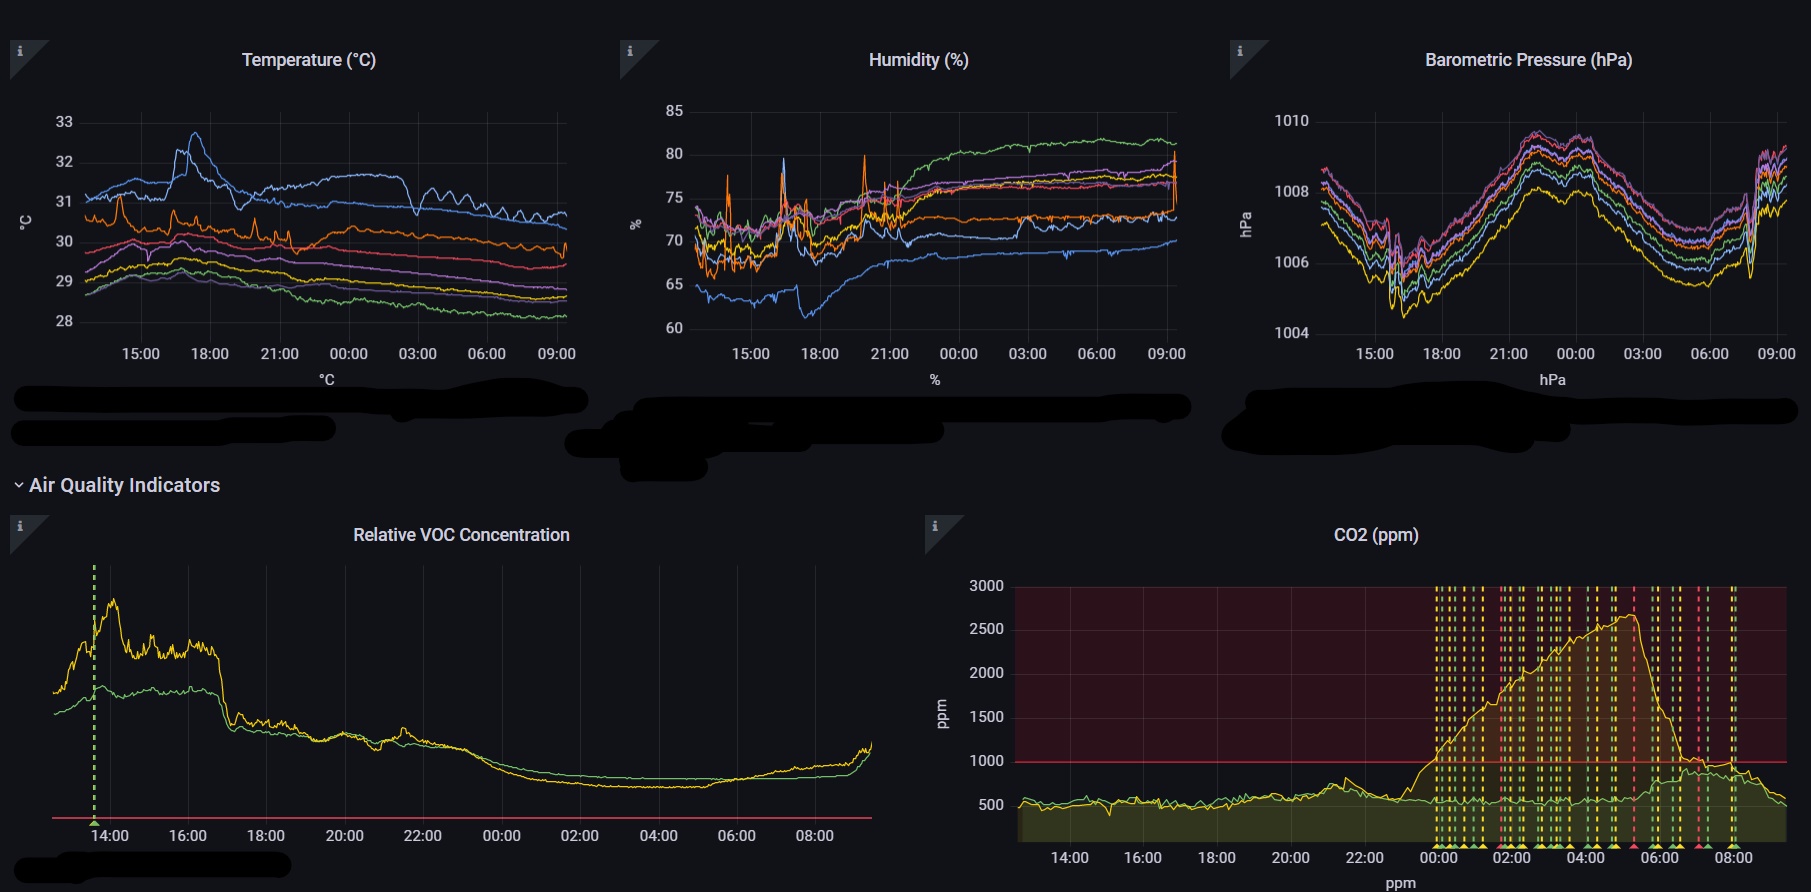 Temperature (°C)
33
32
31
30
29
28
°C
15:00 18:00 21:00 00:00 03:00 06:00 09:00
°C
Humidity (%)
85
80
75
70
65
60
%
15:00 18:00 21:00 00:00 03:00 06:00 09:00
%
Barometric Pressure (hPa)
1010
1008
1006
1004
hPa
15:00 18:00 21:00 00:00 03:00 06:00 09:00
hPa
Air Quality Indicators
Relative VOC Concentration
14:00 16:00 18:00 20:00 22:00 00:00 02:00 04:00 06:00 08:00
CO2 (ppm)
3000
2500
2000
1500
1000
500
ppm
14:00 16:00 18:00 20:00 22:00 00:00 02:00 04:00 06:00 08:00
ppm